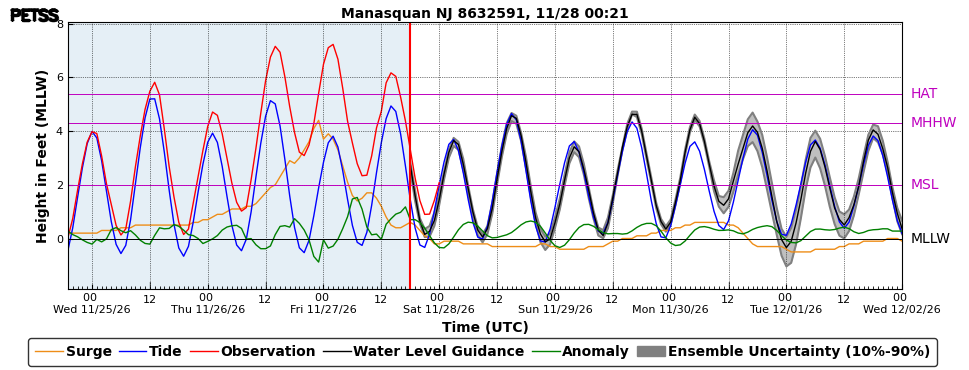 PETSS
Manasquan NJ 8632591, 11/28 00:21
Height in Feet (MLLW)
8
6
4
2
0
HAT
MHHW
MSL
MLLW
00 12 00 12 00 12 00 12 00 12 00 12 00 12 00
Wed 11/25/26 Thu 11/26/26 Fri 11/27/26 Sat 11/28/26 Sun 11/29/26 Mon 11/30/26 Tue 12/01/26 Wed 12/02/26
Time (UTC)
Surge Tide Observation Water Level Guidance Anomaly Ensemble Uncertainty (10%-90%)